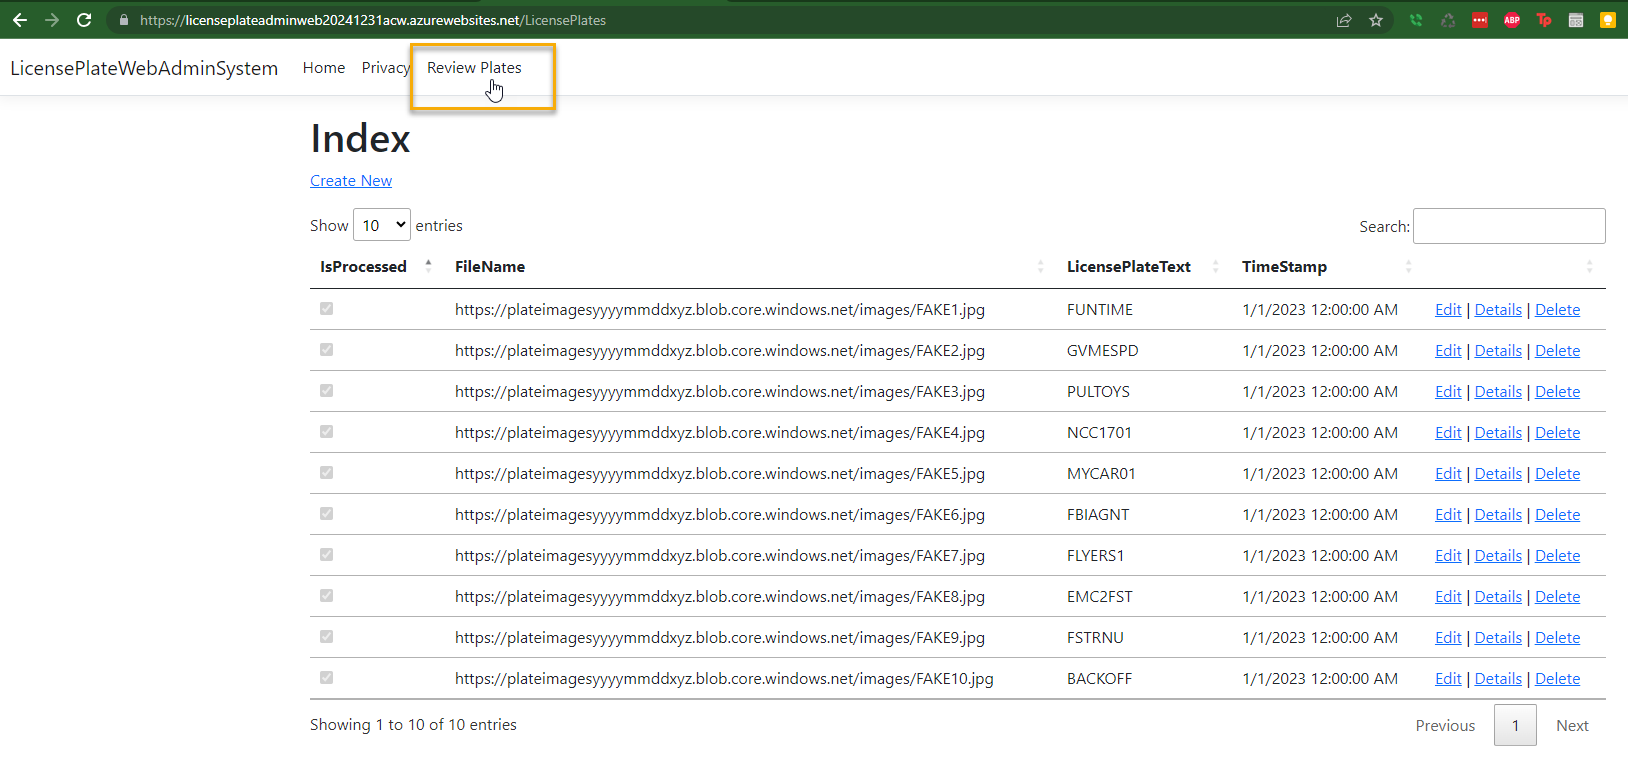 https://licenseplateadminweb20241231acw.azurewebsites.net/LicensePlates
ABP
Tp
LicensePlateWebAdminSystem Home Privacy Review Plates
Index
Create New
Show 10 entries Search:
IsProcessed FileName LicensePlateText TimeStamp
https://plateimagesyyyymmddxyz.blob.core.windows.net/images/FAKE1.jpg FUNTIME 1/1/2023 12:00:00 AM Edit | Details | Delete
https://plateimagesyyyymmddxyz.blob.core.windows.net/images/FAKE2.jpg GVMESPD 1/1/2023 12:00:00 AM Edit | Details | Delete
https://plateimagesyyyymmddxyz.blob.core.windows.net/images/FAKE3.jpg PULTOYS 1/1/2023 12:00:00 AM Edit | Details | Delete
https://plateimagesyyyymmddxyz.blob.core.windows.net/images/FAKE4.jpg NCC1701 1/1/2023 12:00:00 AM Edit | Details | Delete
https://plateimagesyyyymmddxyz.blob.core.windows.net/images/FAKE5.jpg MYCAR01 1/1/2023 12:00:00 AM Edit | Details | Delete
https://plateimagesyyyymmddxyz.blob.core.windows.net/images/FAKE6.jpg FBIAGNT 1/1/2023 12:00:00 AM Edit | Details | Delete
https://plateimagesyyyymmddxyz.blob.core.windows.net/images/FAKE7.jpg FLYERS1 1/1/2023 12:00:00 AM Edit | Details | Delete
https://plateimagesyyyymmddxyz.blob.core.windows.net/images/FAKE8.jpg EMC2FST 1/1/2023 12:00:00 AM Edit | Details | Delete
https://plateimagesyyyymmddxyz.blob.core.windows.net/images/FAKE9.jpg FSTRNU 1/1/2023 12:00:00 AM Edit | Details | Delete
https://plateimagesyyyymmddxyz.blob.core.windows.net/images/FAKE10.jpg BACKOFF 1/1/2023 12:00:00 AM Edit | Details | Delete
Showing 1 to 10 of 10 entries Previous 1 Next